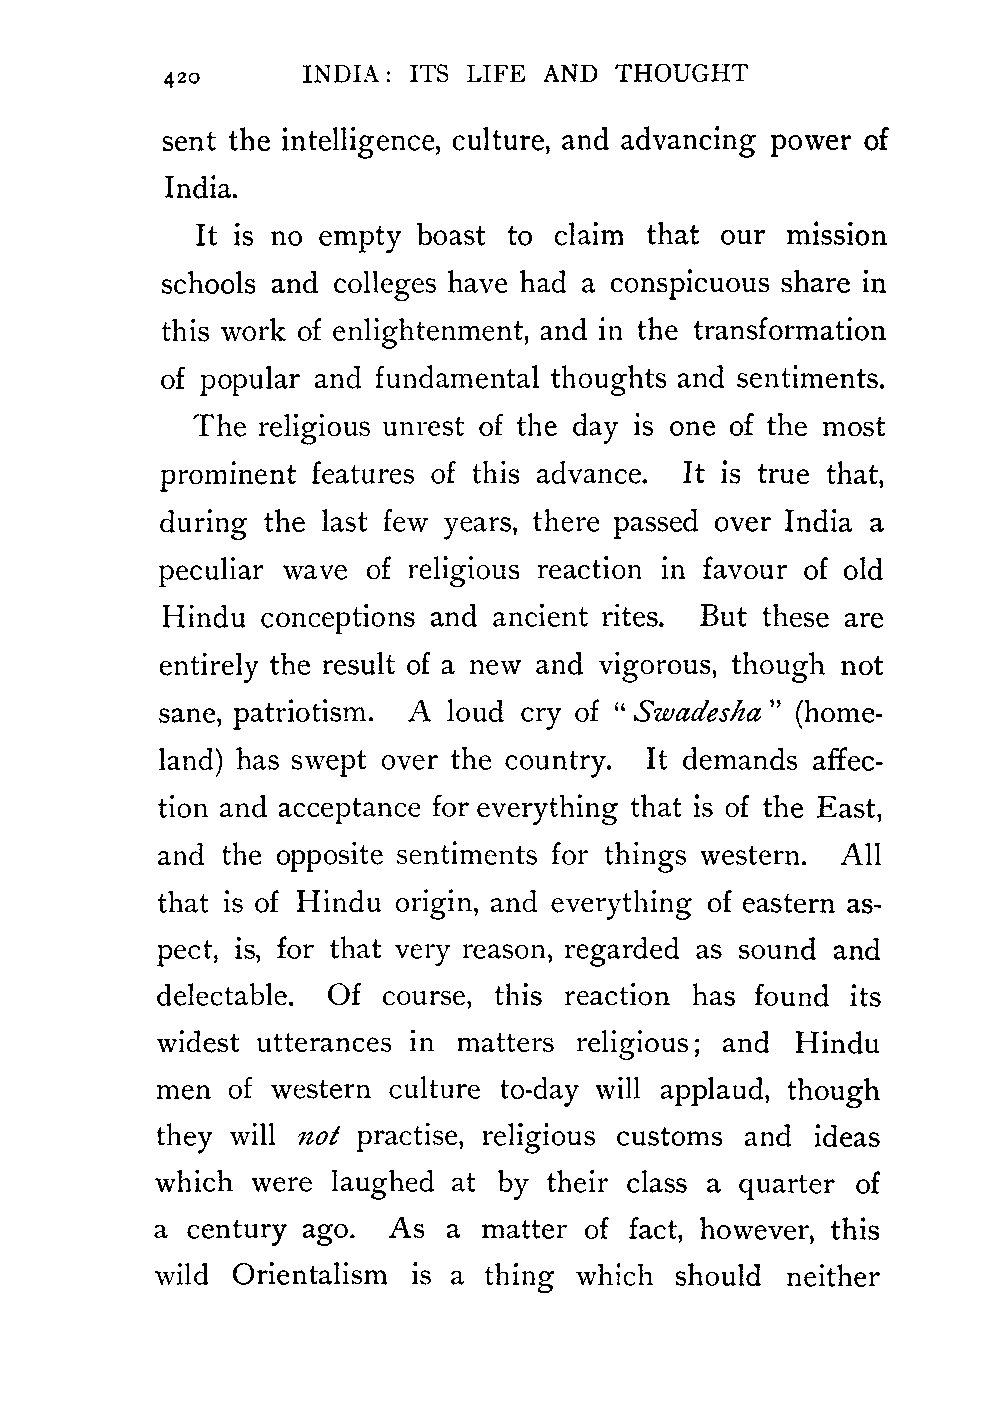 420 INDIA: ITS LIFE AND THOUGHT
sent the intelligence, culture, and advancing power of
India.
It is no empty boast to claim that our mission
schools and colleges have had a conspicuous share in
this work of enlightenment, and in the transformation
of popular and fundamental thoughts and sentiments.
The religious unrest of the day is one of the most
prominent features of this advance. It is true that,
during the last few years, there passed over India a
peculiar wave of religious reaction in favour of old
Hindu conceptions and ancient rites. But these are
entirely the result of a new and vigorous, though not
sane, patriotism. A loud cry of "Swadesha" (home-
land) has swept over the country. It demands affec-
tion and acceptance for everything that is of the East,
and the opposite sentiments for things western. All
that is of Hindu origin, and everything of eastern as-
pect, is, for that very reason, regarded as sound and
delectable. Of course, this reaction has found its
widest utterances in matters religious; and Hindu
men of western culture to-day will applaud, though
they will not practise, religious customs and ideas
which were laughed at by their class a quarter of
a century ago. As a matter of fact, however, this
wild Orientalism is a thing which should neither